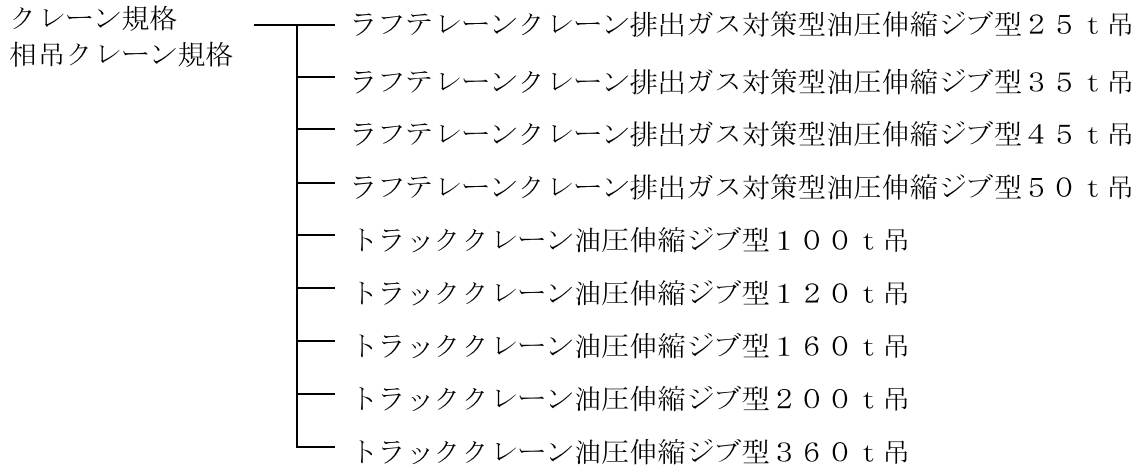 クレーン規格
相吊クレーン規格
ラフテレーンクレーン排出ガス対策型油圧伸縮ジブ型２５ｔ吊
ラフテレーンクレーン排出ガス対策型油圧伸縮ジブ型３５ｔ吊
ラフテレーンクレーン排出ガス対策型油圧伸縮ジブ型４５ｔ吊
ラフテレーンクレーン排出ガス対策型油圧伸縮ジブ型５０ｔ吊
トラッククレーン油圧伸縮ジブ型１００ｔ吊
トラッククレーン油圧伸縮ジブ型１２０ｔ吊
トラッククレーン油圧伸縮ジブ型１６０ｔ吊
トラッククレーン油圧伸縮ジブ型２００ｔ吊
トラッククレーン油圧伸縮ジブ型３６０ｔ吊